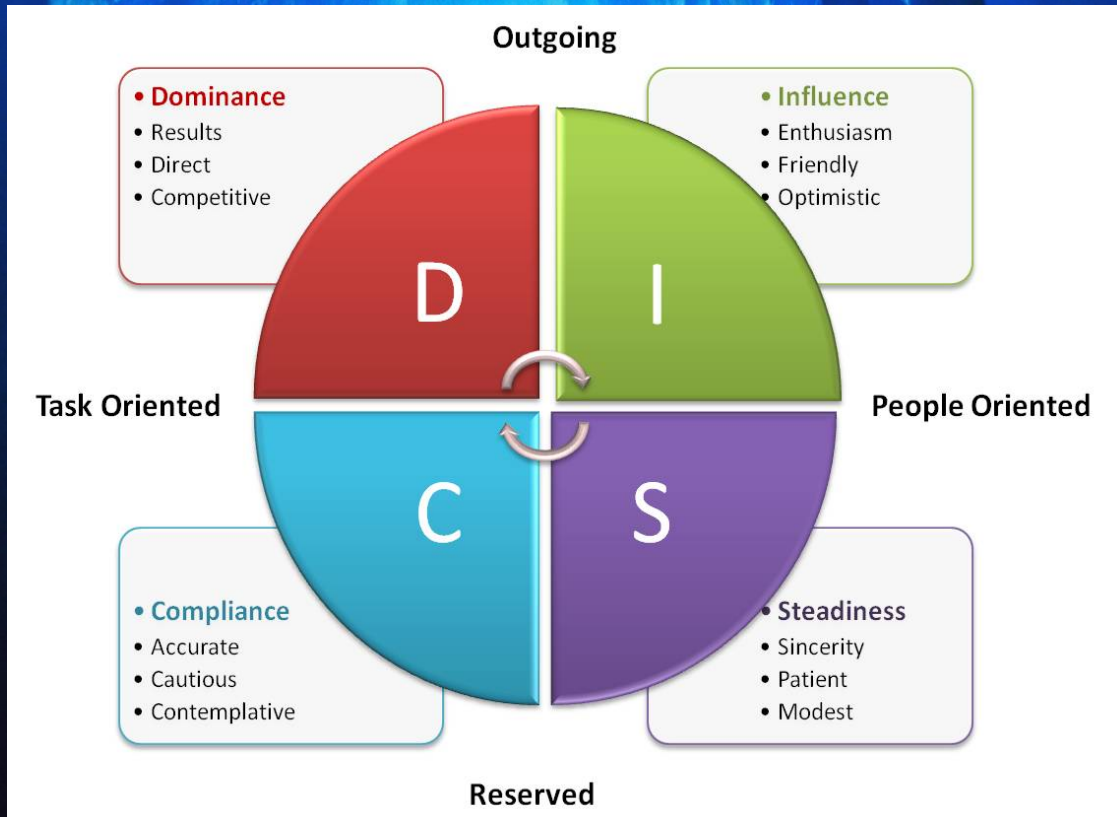 Outgoing
• Dominance
• Results
• Direct
• Competitive
• Influence
• Enthusiasm
• Friendly
• Optimistic
D
I
Task Oriented
People Oriented
C
S
• Compliance
• Accurate
• Cautious
• Contemplative
• Steadiness
• Sincerity
• Patient
• Modest
Reserved